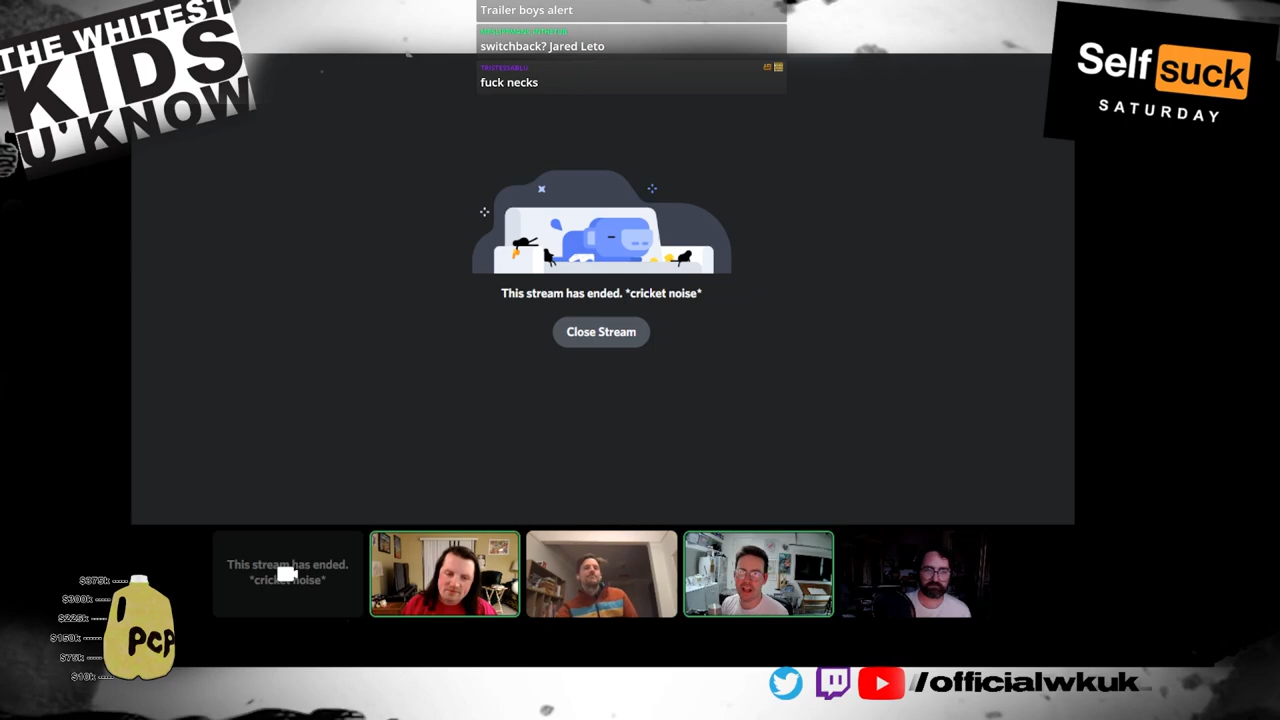 THE WHITEST
KIDS
U'KNOW
Trailer boys alert
switchback? Jared Leto
TRISTESSABLU
fuck necks
Self suck
SATURDAY
This stream has ended. *cricket noise*
Close Stream
This stream has ended.
*cricket noise*
$375k
$300k
$225k
$150k
$75k
$10k
PCP
/officialwkuk